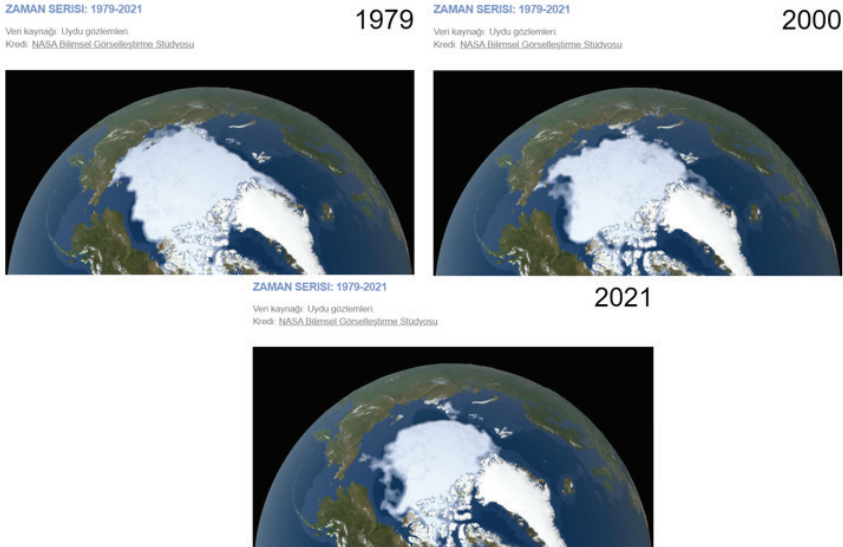 ZAMAN SERISI: 1979-2021
1979
Veri kaynağı: Uydu gözlemleri.
Kredi: NASA Bilimsel Görselleştirme Stüdyosu
ZAMAN SERISI: 1979-2021
2000
Veri kaynağı: Uydu gözlemleri.
Kredi: NASA Bilimsel Görselleştirme Stüdyosu
ZAMAN SERISI: 1979-2021
2021
Veri kaynağı: Uydu gözlemleri.
Kredi: NASA Bilimsel Görselleştirme Stüdyosu